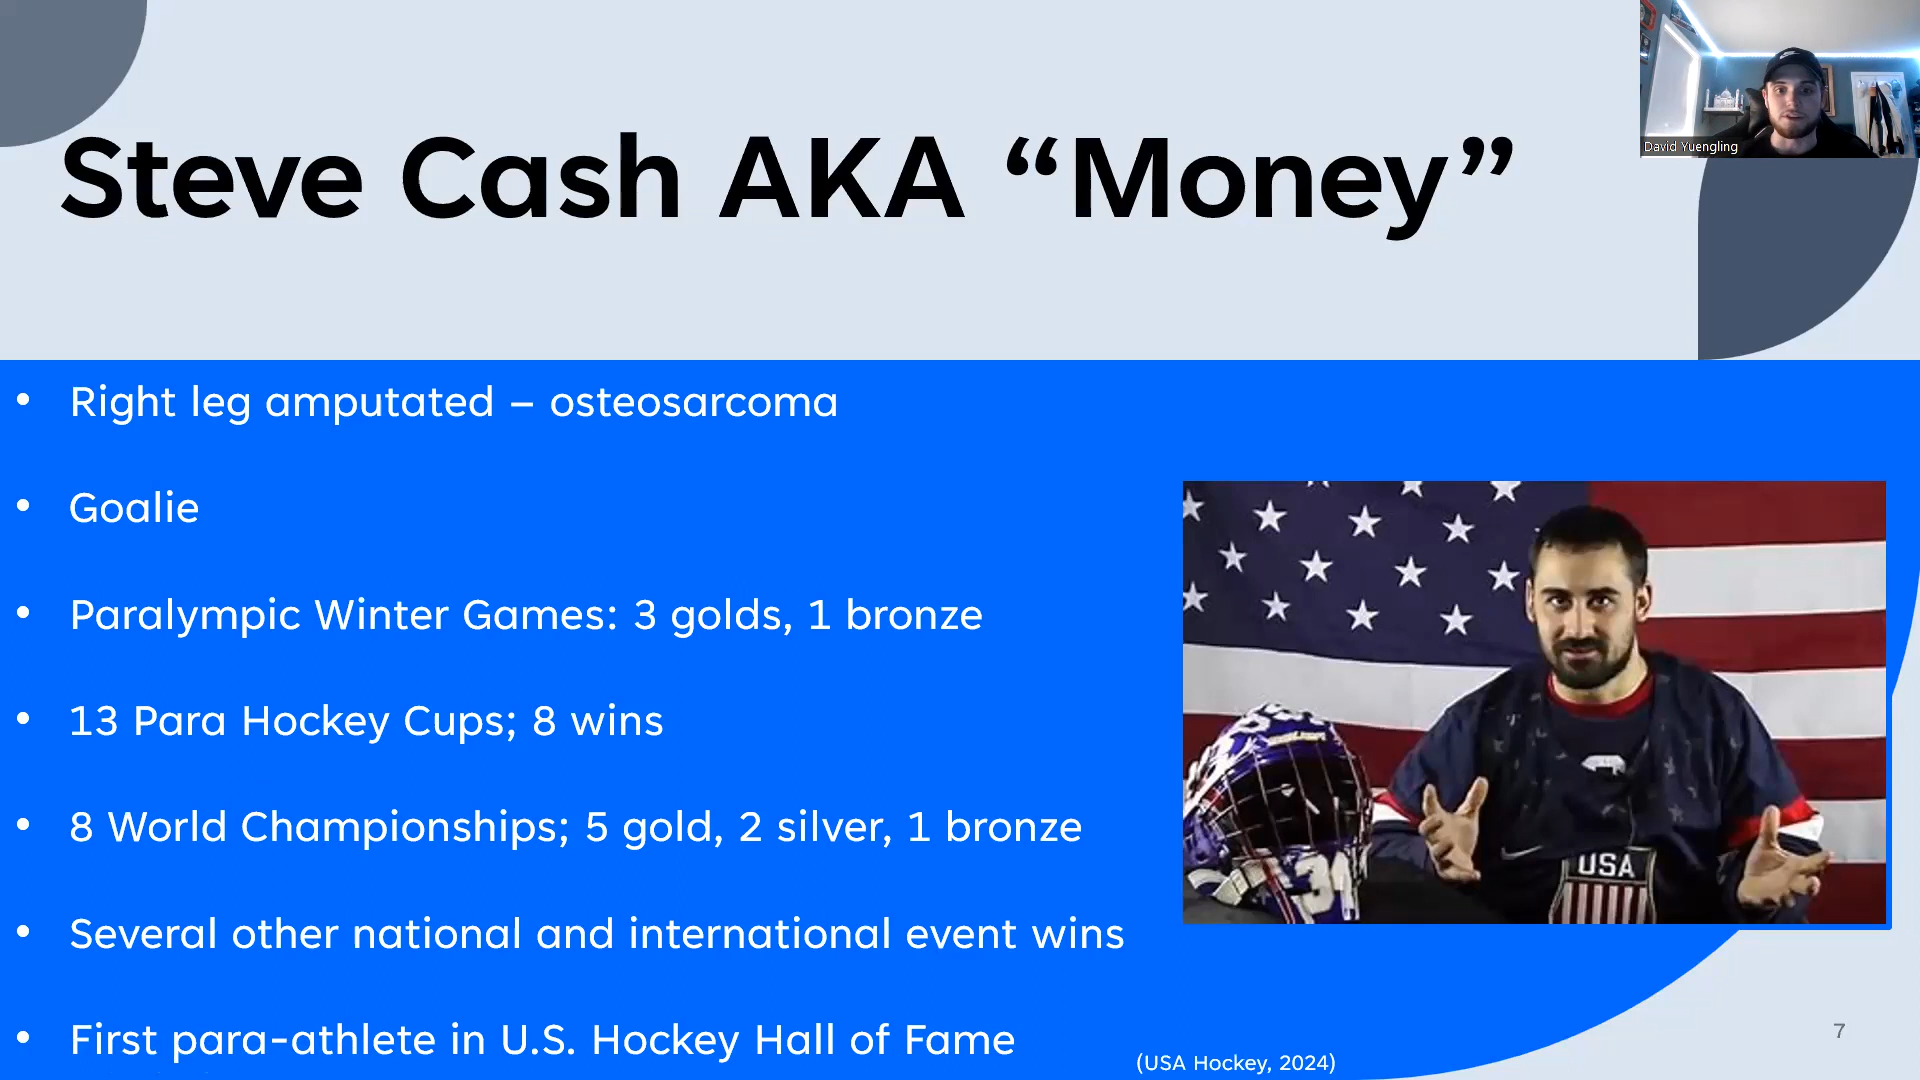 David Yuengling
Steve Cash AKA “Money”
• Right leg amputated – osteosarcoma
• Goalie
• Paralympic Winter Games: 3 golds, 1 bronze
• 13 Para Hockey Cups; 8 wins
• 8 World Championships; 5 gold, 2 silver, 1 bronze
• Several other national and international event wins
• First para-athlete in U.S. Hockey Hall of Fame
USA
31
(USA Hockey, 2024)
7